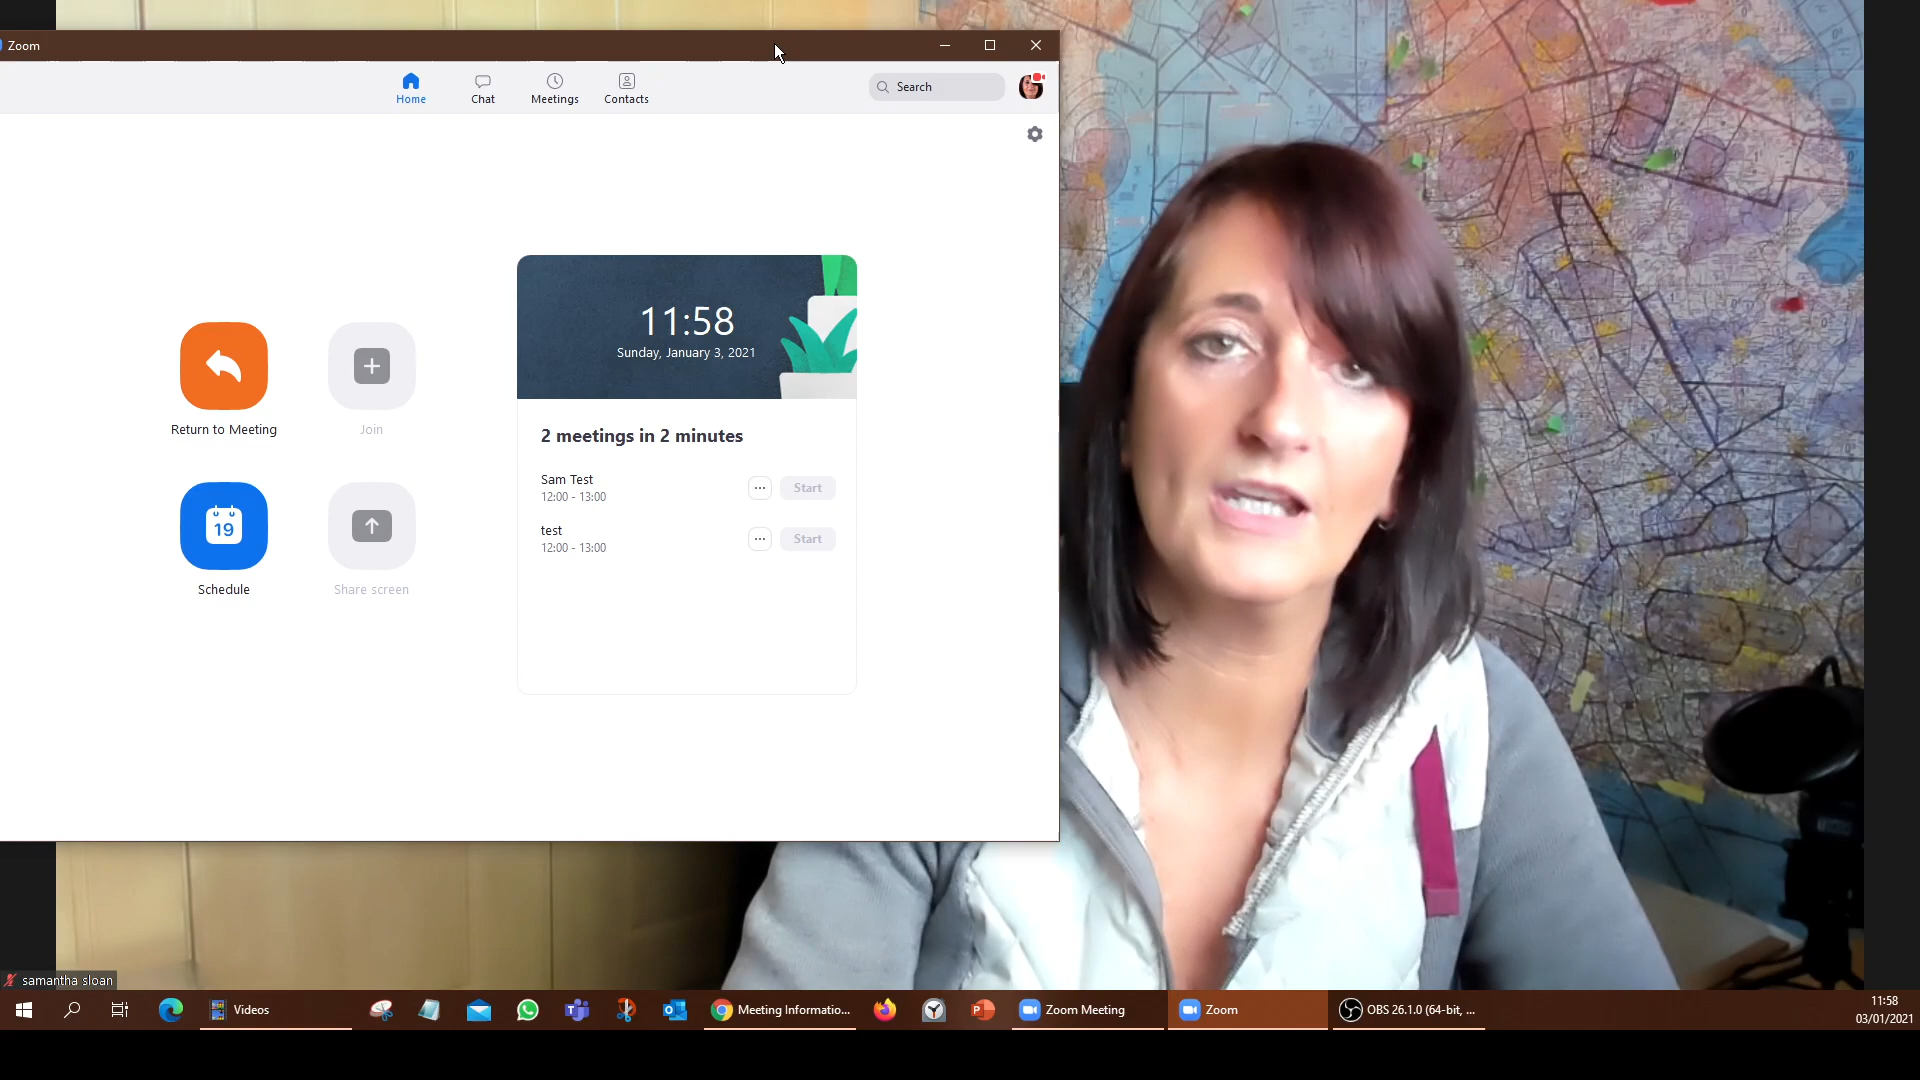 Zoom
Home
Chat
Meetings
Contacts
Search
11:58
Sunday, January 3, 2021
Return to Meeting
Join
2 meetings in 2 minutes
Sam Test
12:00 - 13:00
Start
test
12:00 - 13:00
Start
19
Schedule
Share screen
samantha sloan
Videos
Meeting Informatio...
Zoom Meeting
Zoom
OBS 26.1.0 (64-bit, ...
11:58
03/01/2021